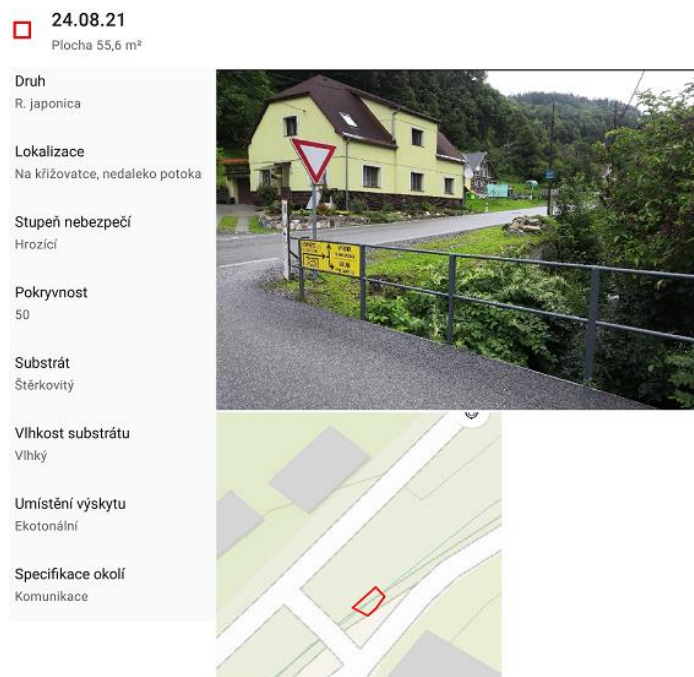 24.08.21
Plocha 55,6 m²
Druh
R. japonica
Lokalizace
Na křižovatce, nedaleko potoka
Stupeň nebezpečí
Hrozící
Pokryvnost
50
Substrát
Štěrkovitý
Vlhkost substrátu
Vlhký
Umístění výskytu
Ekotonální
Specifikace okolí
Komunikace